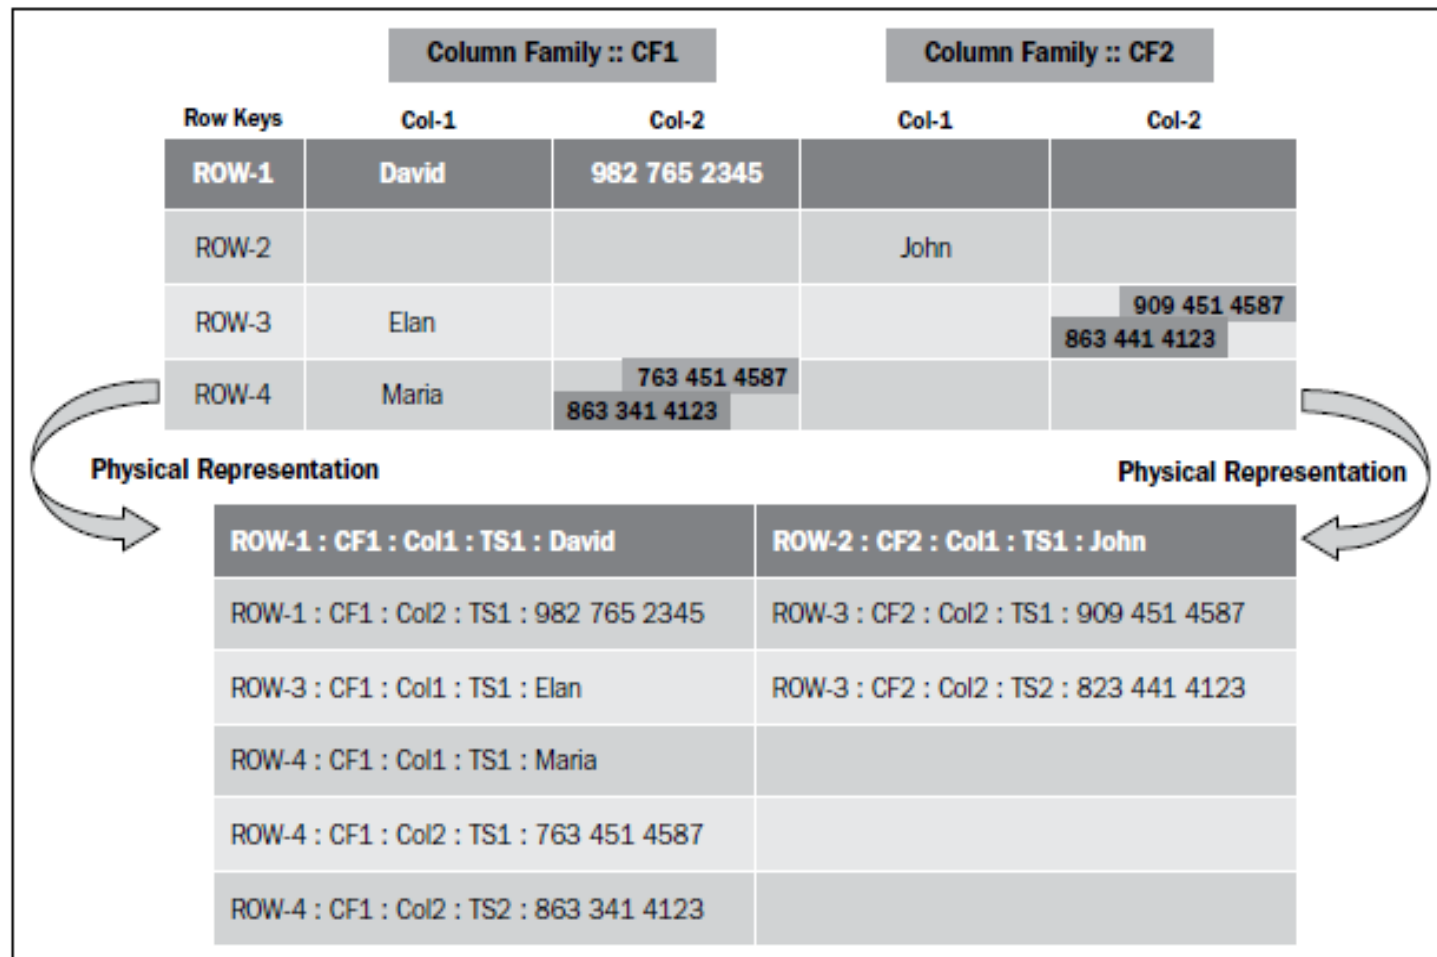 Column Family :: CF1 Column Family :: CF2
Row Keys Col-1 Col-2 Col-1 Col-2
ROW-1 David 982 765 2345
ROW-2 John
ROW-3 Elan 909 451 4587
863 441 4123
ROW-4 Maria 763 451 4587
863 341 4123
Physical Representation Physical Representation
ROW-1 : CF1 : Col1 : TS1 : David ROW-2 : CF2 : Col1 : TS1 : John
ROW-1 : CF1 : Col2 : TS1 : 982 765 2345 ROW-3 : CF2 : Col2 : TS1 : 909 451 4587
ROW-3 : CF1 : Col1 : TS1 : Elan ROW-3 : CF2 : Col2 : TS2 : 823 441 4123
ROW-4 : CF1 : Col1 : TS1 : Maria
ROW-4 : CF1 : Col2 : TS1 : 763 451 4587
ROW-4 : CF1 : Col2 : TS2 : 863 341 4123